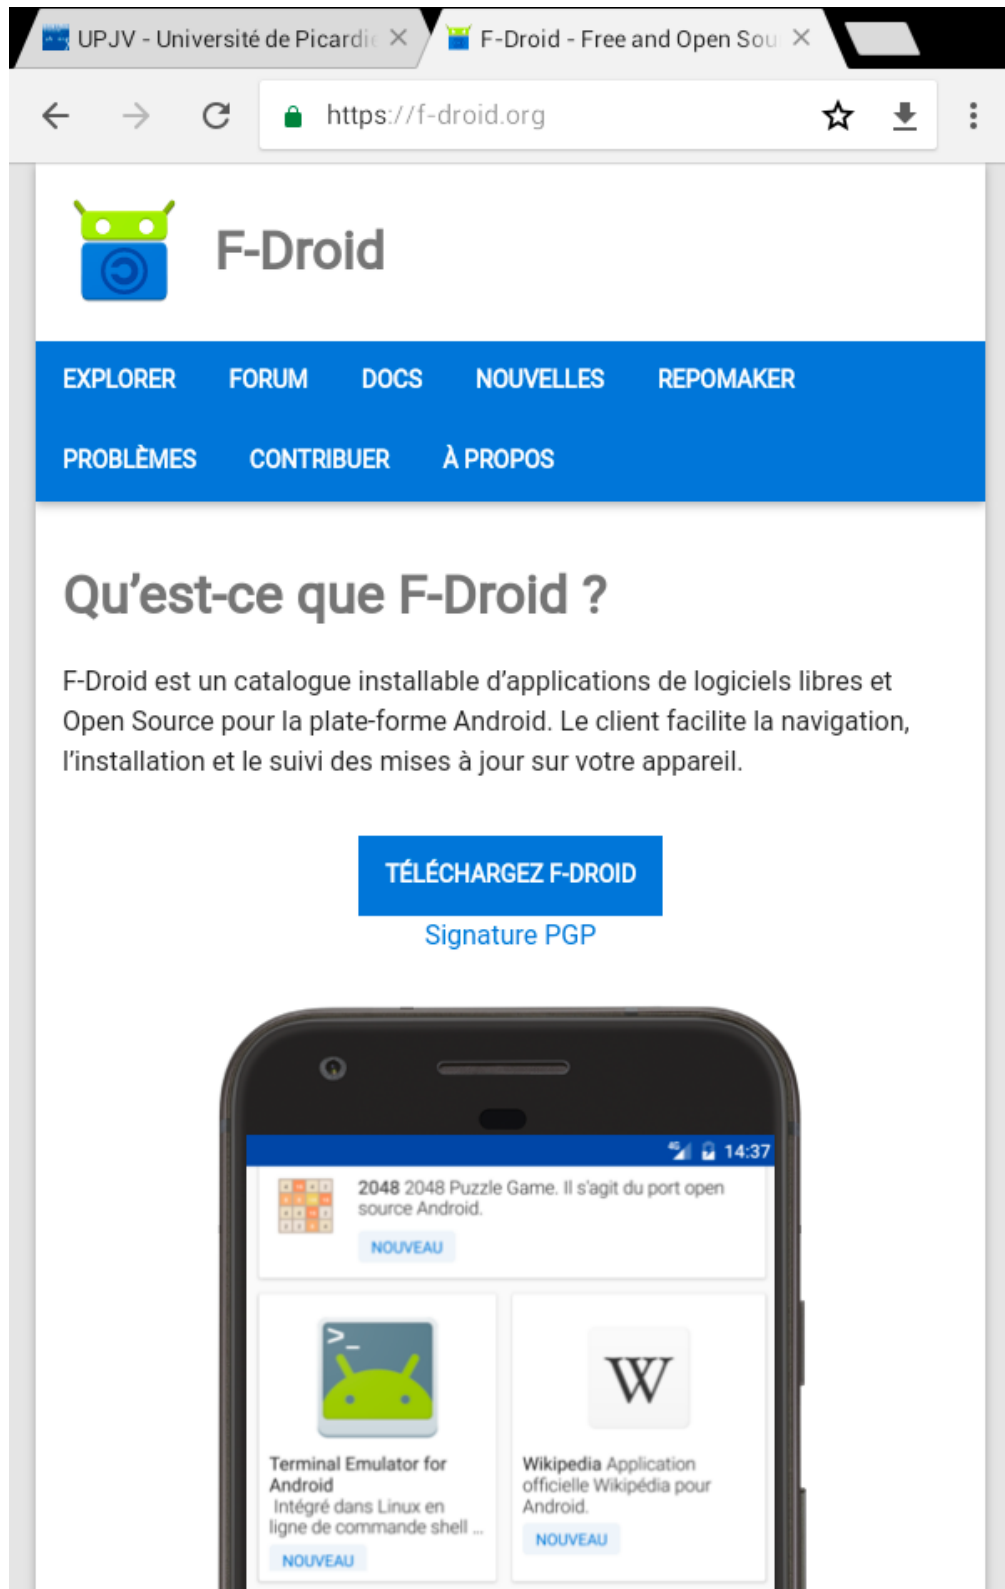 UPJV - Université de Picardie
F-Droid - Free and Open Sou
https://f-droid.org
F-Droid
EXPLORER FORUM DOCS NOUVELLES REPOMAKER
PROBLÈMES CONTRIBUER À PROPOS
Qu’est-ce que F-Droid ?
F-Droid est un catalogue installable d’applications de logiciels libres et
Open Source pour la plate-forme Android. Le client facilite la navigation,
l’installation et le suivi des mises à jour sur votre appareil.
TÉLÉCHARGEZ F-DROID
Signature PGP
4G 14:37
2048 2048 Puzzle Game. Il s'agit du port open
source Android.
NOUVEAU
>_
Terminal Emulator for
Android
Intégré dans Linux en
ligne de commande shell ...
NOUVEAU
W
Wikipedia Application
officielle Wikipédia pour
Android.
NOUVEAU